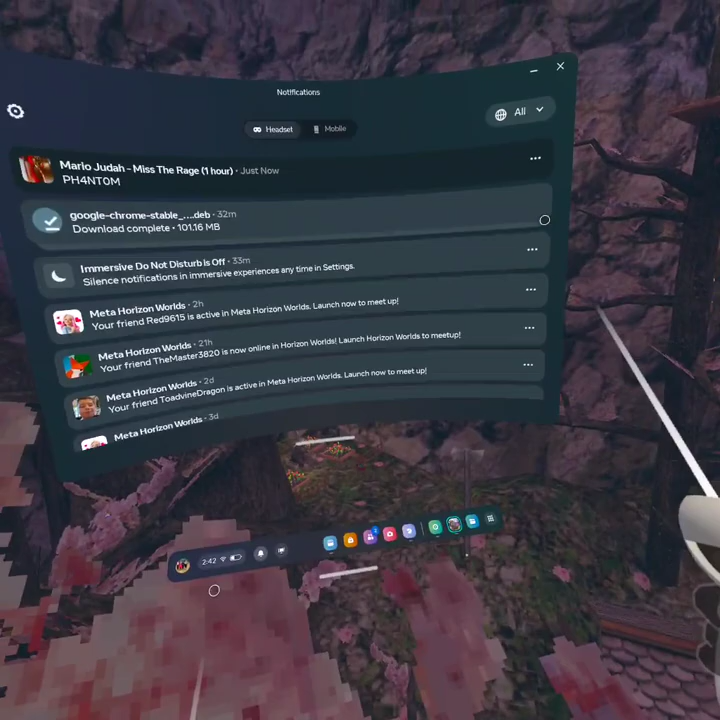 Notifications
Headset
Mobile
All
Mario Judah - Miss The Rage (1 hour) · Just Now
PH4NT0M
google-chrome-stable_....deb · 32m
Download complete · 101.16 MB
Immersive Do Not Disturb is Off · 33m
Silence notifications in immersive experiences any time in Settings.
Meta Horizon Worlds · 2h
Your friend Red9615 is active in Meta Horizon Worlds. Launch now to meet up!
Meta Horizon Worlds · 21h
Your friend TheMaster3820 is now online in Horizon Worlds! Launch Horizon Worlds to meetup!
Meta Horizon Worlds · 2d
Your friend ToadvineDragon is active in Meta Horizon Worlds. Launch now to meet up!
Meta Horizon Worlds · 3d
2:42